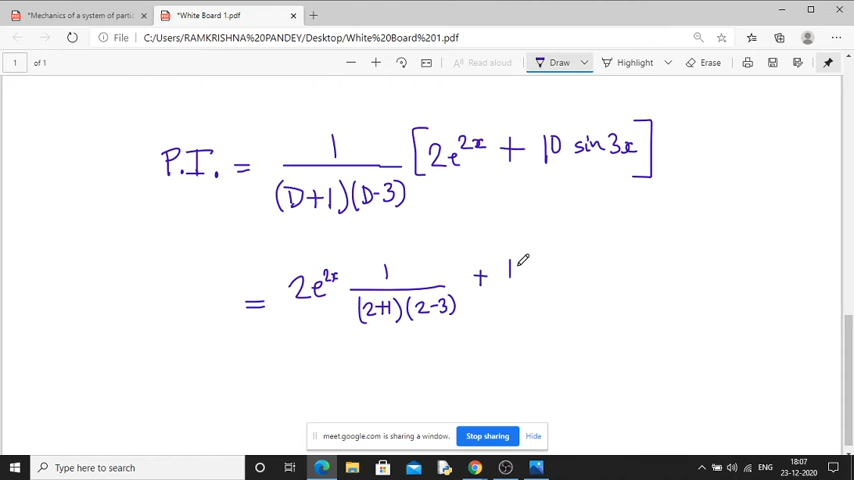 *Mechanics of a system of partic
*White Board 1.pdf
File
C:/Users/RAMKRISHNA%20PANDEY/Desktop/White%20Board%201.pdf
1 of 1
Read aloud
Draw
Highlight
Erase
P.I. = 1/((D+1)(D-3)) [2e^{2x} + 10 sin3x]
= 2e^{2x} 1/((2+1)(2-3)) + 1
meet.google.com is sharing a window. Stop sharing Hide
Type here to search
ENG
18:07
23-12-2020